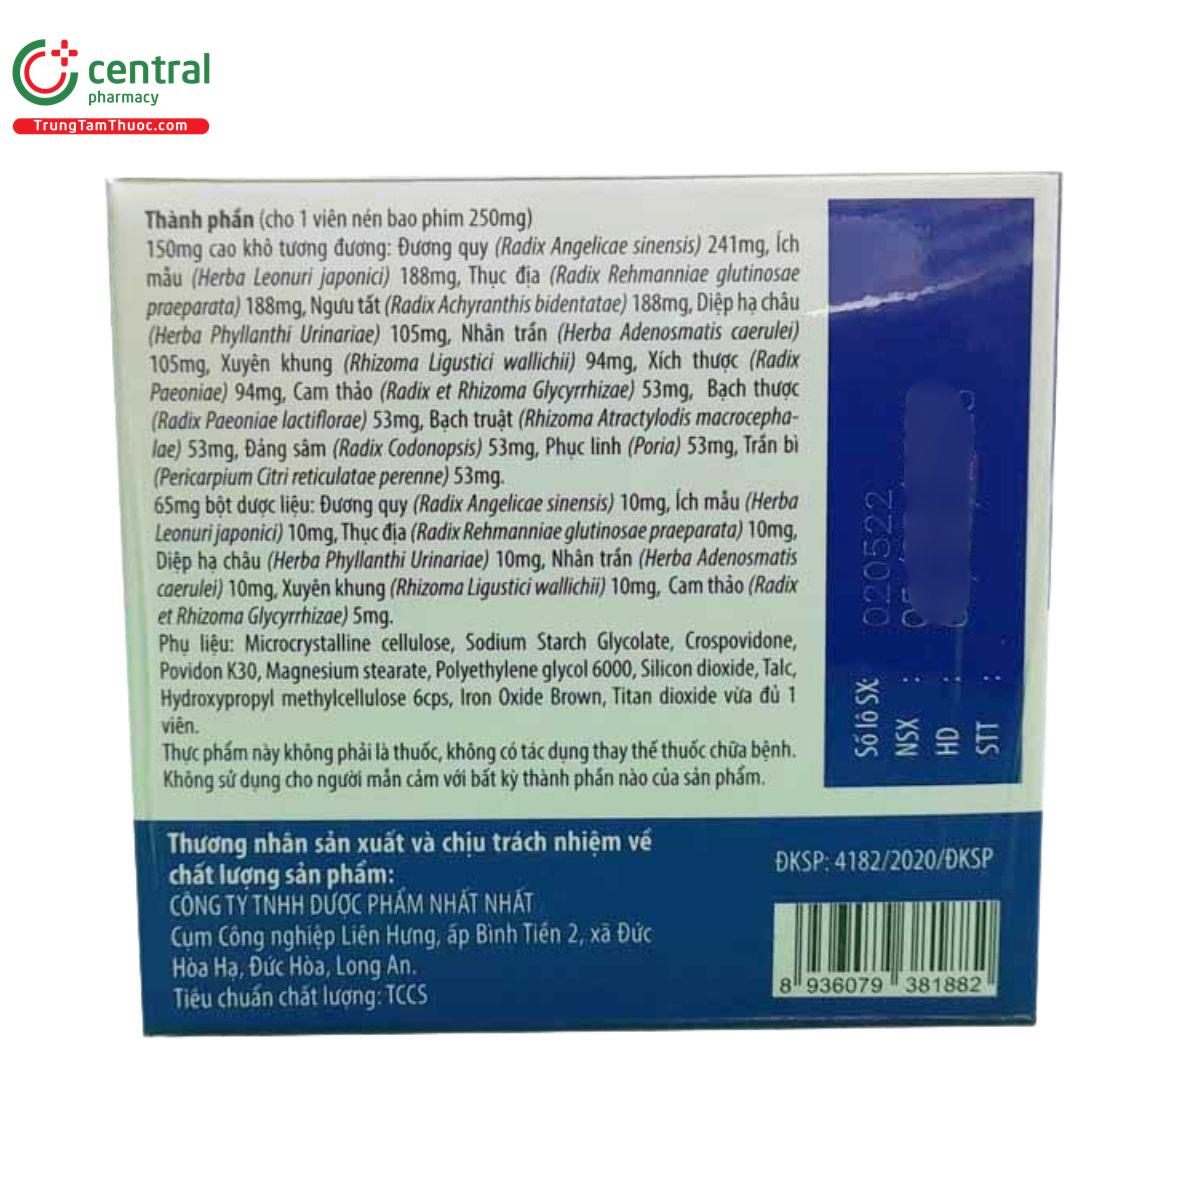 central
pharmacy
TrungTamThuoc.com
Thành phần (cho 1 viên nén bao phim 250mg)
150mg cao khô tương đương: Đương quy (Radix Angelicae sinensis) 241mg, Ích
mẫu (Herba Leonuri japonici) 188mg, Thục địa (Radix Rehmanniae glutinosae
praeparata) 188mg, Ngưu tất (Radix Achyranthis bidentatae) 188mg, Diệp hạ châu
(Herba Phyllanthi Urinariae) 105mg, Nhân trần (Herba Adenosmatis caerulei)
105mg, Xuyên khung (Rhizoma Ligustici wallichii) 94mg, Xích thược (Radix
Paeoniae) 94mg, Cam thảo (Radix et Rhizoma Glycyrrhizae) 53mg, Bạch thược
(Radix Paeoniae lactiflorae) 53mg, Bạch truật (Rhizoma Atractylodis macrocepha-
lae) 53mg, Đảng sâm (Radix Codonopsis) 53mg, Phục linh (Poria) 53mg, Trần bì
(Pericarpium Citri reticulatae perenne) 53mg.
65mg bột dược liệu: Đương quy (Radix Angelicae sinensis) 10mg, Ích mẫu (Herba
Leonuri japonici) 10mg, Thục địa (Radix Rehmanniae glutinosae praeparata) 10mg,
Diệp hạ châu (Herba Phyllanthi Urinariae) 10mg, Nhân trần (Herba Adenosmatis
caerulei) 10mg, Xuyên khung (Rhizoma Ligustici wallichii) 10mg, Cam thảo (Radix
et Rhizoma Glycyrrhizae) 5mg.
Phụ liệu: Microcrystalline cellulose, Sodium Starch Glycolate, Crospovidone,
Povidon K30, Magnesium stearate, Polyethylene glycol 6000, Silicon dioxide, Talc,
Hydroxypropyl methylcellulose 6cps, Iron Oxide Brown, Titan dioxide vừa đủ 1
viên.
Thực phẩm này không phải là thuốc, không có tác dụng thay thế thuốc chữa bệnh.
Không sử dụng cho người mẫn cảm với bất kỳ thành phần nào của sản phẩm.
Số lô SX: 020522
NSX :
HD :
STT :
Thương nhân sản xuất và chịu trách nhiệm về
chất lượng sản phẩm:
CÔNG TY TNHH DƯỢC PHẨM NHẤT NHẤT
Cụm Công nghiệp Liên Hưng, ấp Bình Tiền 2, xã Đức
Hòa Hạ, Đức Hòa, Long An.
Tiêu chuẩn chất lượng: TCCS
ĐKSP: 4182/2020/ĐKSP
8 936079 381882